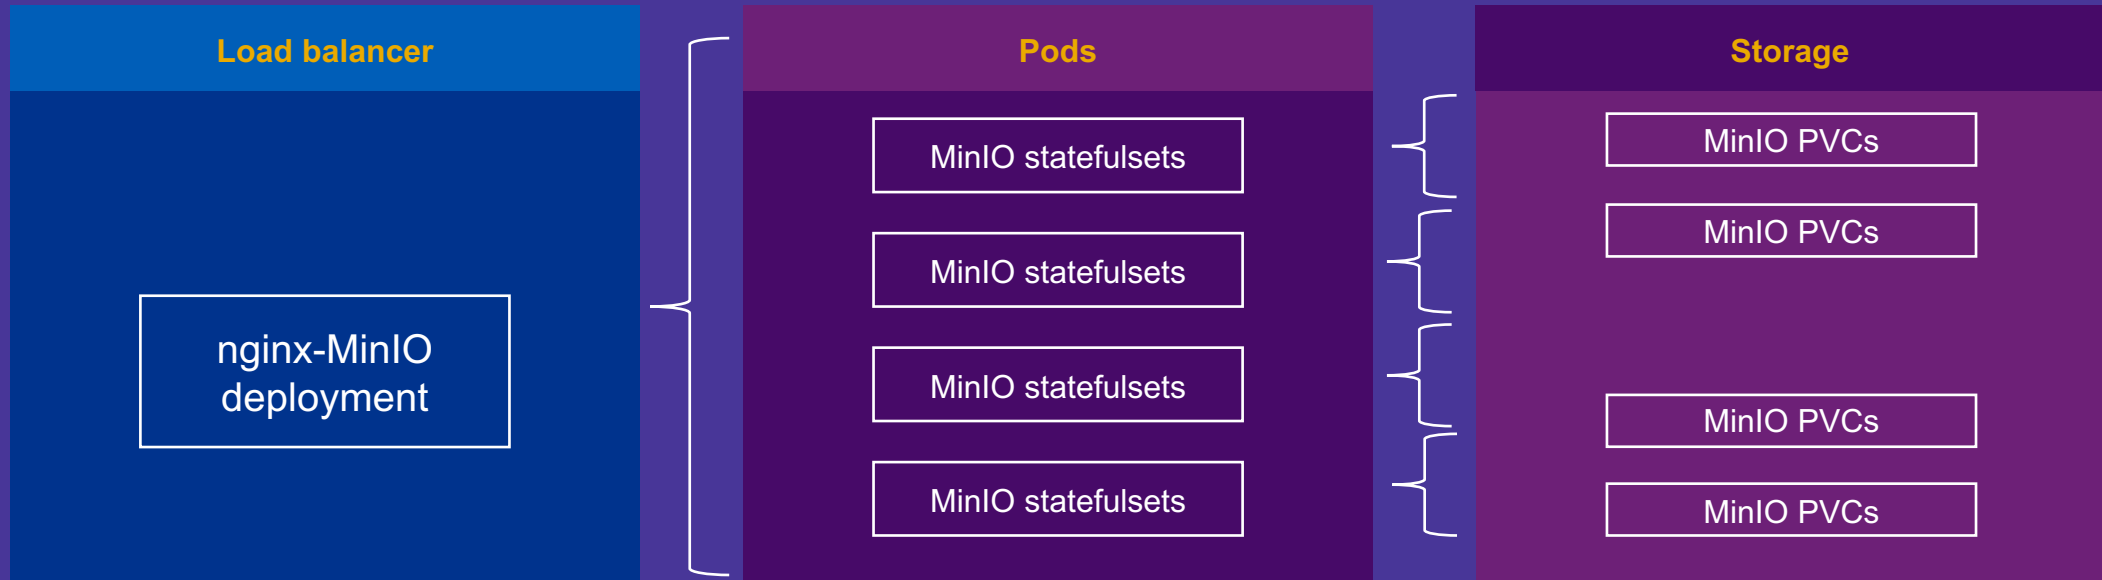 Load balancer
nginx-MinIO
deployment
Pods
MinIO statefulsets
MinIO statefulsets
MinIO statefulsets
MinIO statefulsets
Storage
MinIO PVCs
MinIO PVCs
MinIO PVCs
MinIO PVCs